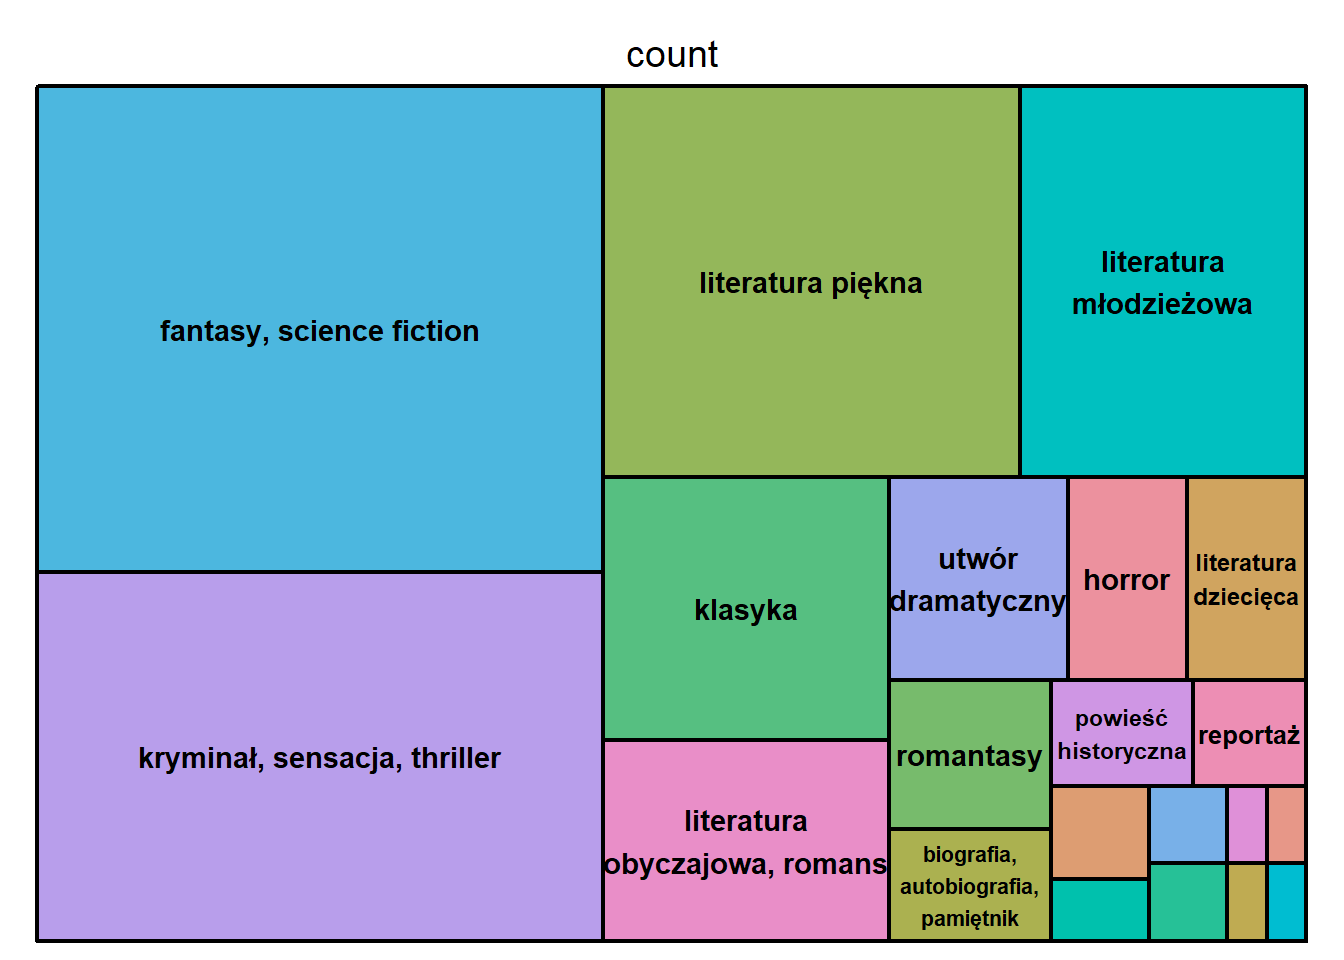 count
fantasy, science fiction
literatura piękna
literatura
młodzieżowa
kryminał, sensacja, thriller
klasyka
utwór
dramatyczny
horror
literatura
dziecięca
literatura
obyczajowa, romans
romantasy
powieść
historyczna
reportaż
biografia,
autobiografia,
pamiętnik